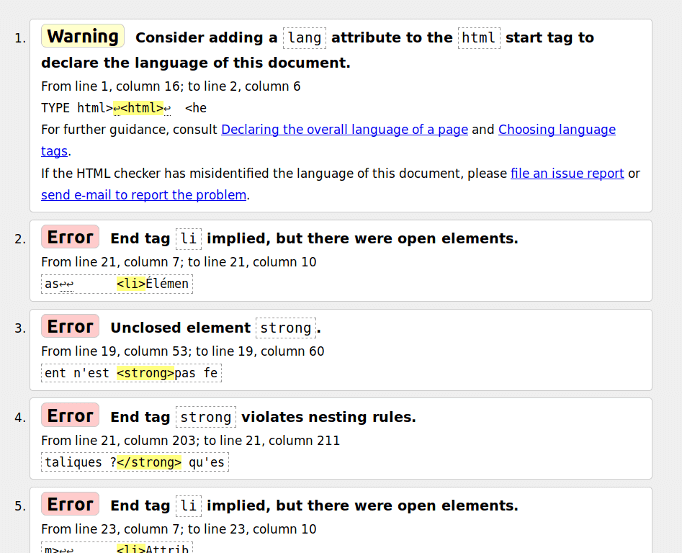 1. Warning Consider adding a lang attribute to the html start tag to
declare the language of this document.
From line 1, column 16; to line 2, column 6
TYPE html>↩<html>↩  <he
For further guidance, consult Declaring the overall language of a page and Choosing language
tags.
If the HTML checker has misidentified the language of this document, please file an issue report or
send e-mail to report the problem.
2. Error End tag li implied, but there were open elements.
From line 21, column 7; to line 21, column 10
as↩↩      <li>Élémen
3. Error Unclosed element strong.
From line 19, column 53; to line 19, column 60
ent n'est <strong>pas fe
4. Error End tag strong violates nesting rules.
From line 21, column 203; to line 21, column 211
taliques ?</strong> qu'es
5. Error End tag li implied, but there were open elements.
From line 23, column 7; to line 23, column 10
m>↩↩      <li>Attrib